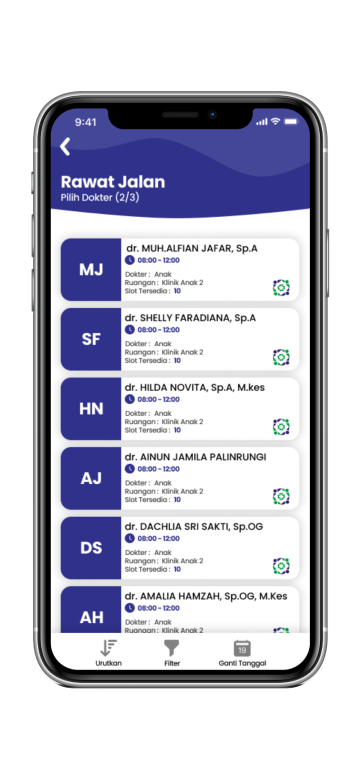 9:41
Rawat Jalan
Pilih Dokter (2/3)
MJ
dr. MUH.ALFIAN JAFAR, Sp.A
08:00 - 12:00
Dokter : Anak
Ruangan : Klinik Anak 2
Slot Tersedia : 10
SF
dr. SHELLY FARADIANA, Sp.A
08:00 - 12:00
Dokter : Anak
Ruangan : Klinik Anak 2
Slot Tersedia : 10
HN
dr. HILDA NOVITA, Sp.A, M.kes
08:00 - 12:00
Dokter : Anak
Ruangan : Klinik Anak 2
Slot Tersedia : 10
AJ
dr. AINUN JAMILA PALINRUNGI
08:00 - 12:00
Dokter : Anak
Ruangan : Klinik Anak 2
Slot Tersedia : 10
DS
dr. DACHLIA SRI SAKTI, Sp.OG
08:00 - 12:00
Dokter : Anak
Ruangan : Klinik Anak 2
Slot Tersedia : 10
AH
dr. AMALIA HAMZAH, Sp.OG, M.Kes
08:00 - 12:00
Dokter : Anak
Ruangan : Klinik Anak 2
19
Urutkan
Filter
Ganti Tanggal